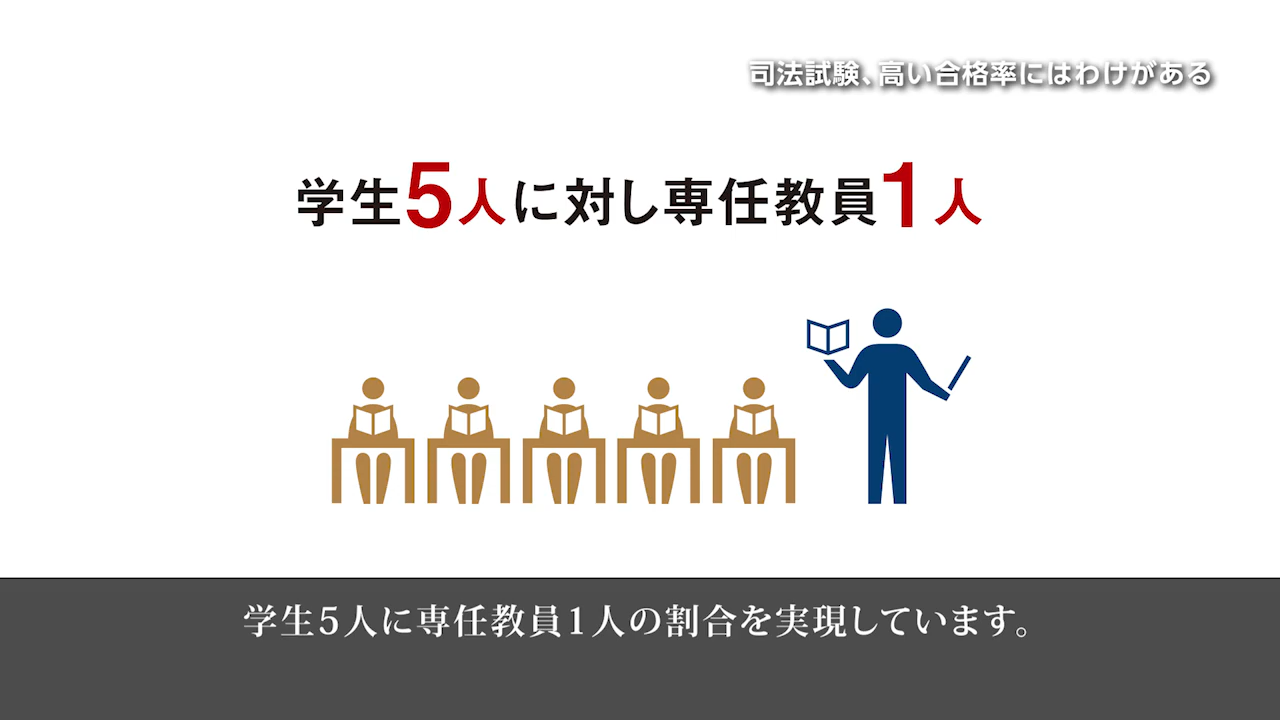 司法試験、高い合格率にはわけがある
学生5人に対し専任教員1人
学生5人に専任教員1人の割合を実現しています。